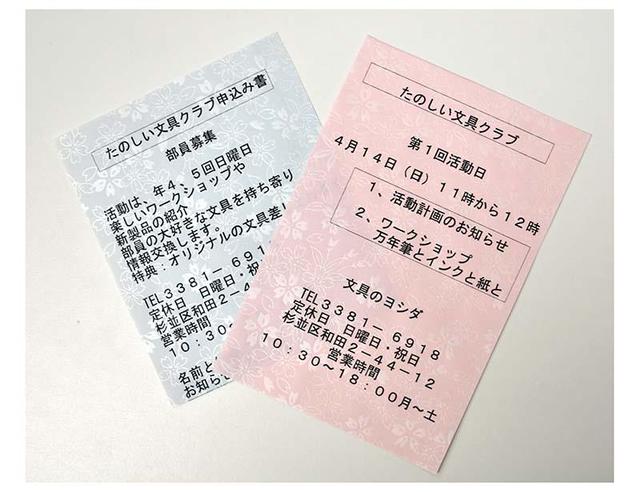 たのしい文具クラブ申込み書
部員募集
活動は、年4、5回日曜日
楽しいワークショップや
新製品の紹介
部員の大好きな文具を持ち寄り
情報交換します。
特典:オリジナルの文具差し
TEL3381-6918
定休日 日曜日・祝
杉並区和田2-4
営業時間
10:30~
名前と
お知らせ
たのしい文具クラブ
第1回活動日
4月14日(日)11時から12時
1、活動計画のお知らせ
2、ワークショップ
万年筆とインクと紙と
文具のヨシダ
TEL3381-6918
定休日 日曜日・祝日
杉並区和田2-44-12
営業時間
10:30~18:00月~土